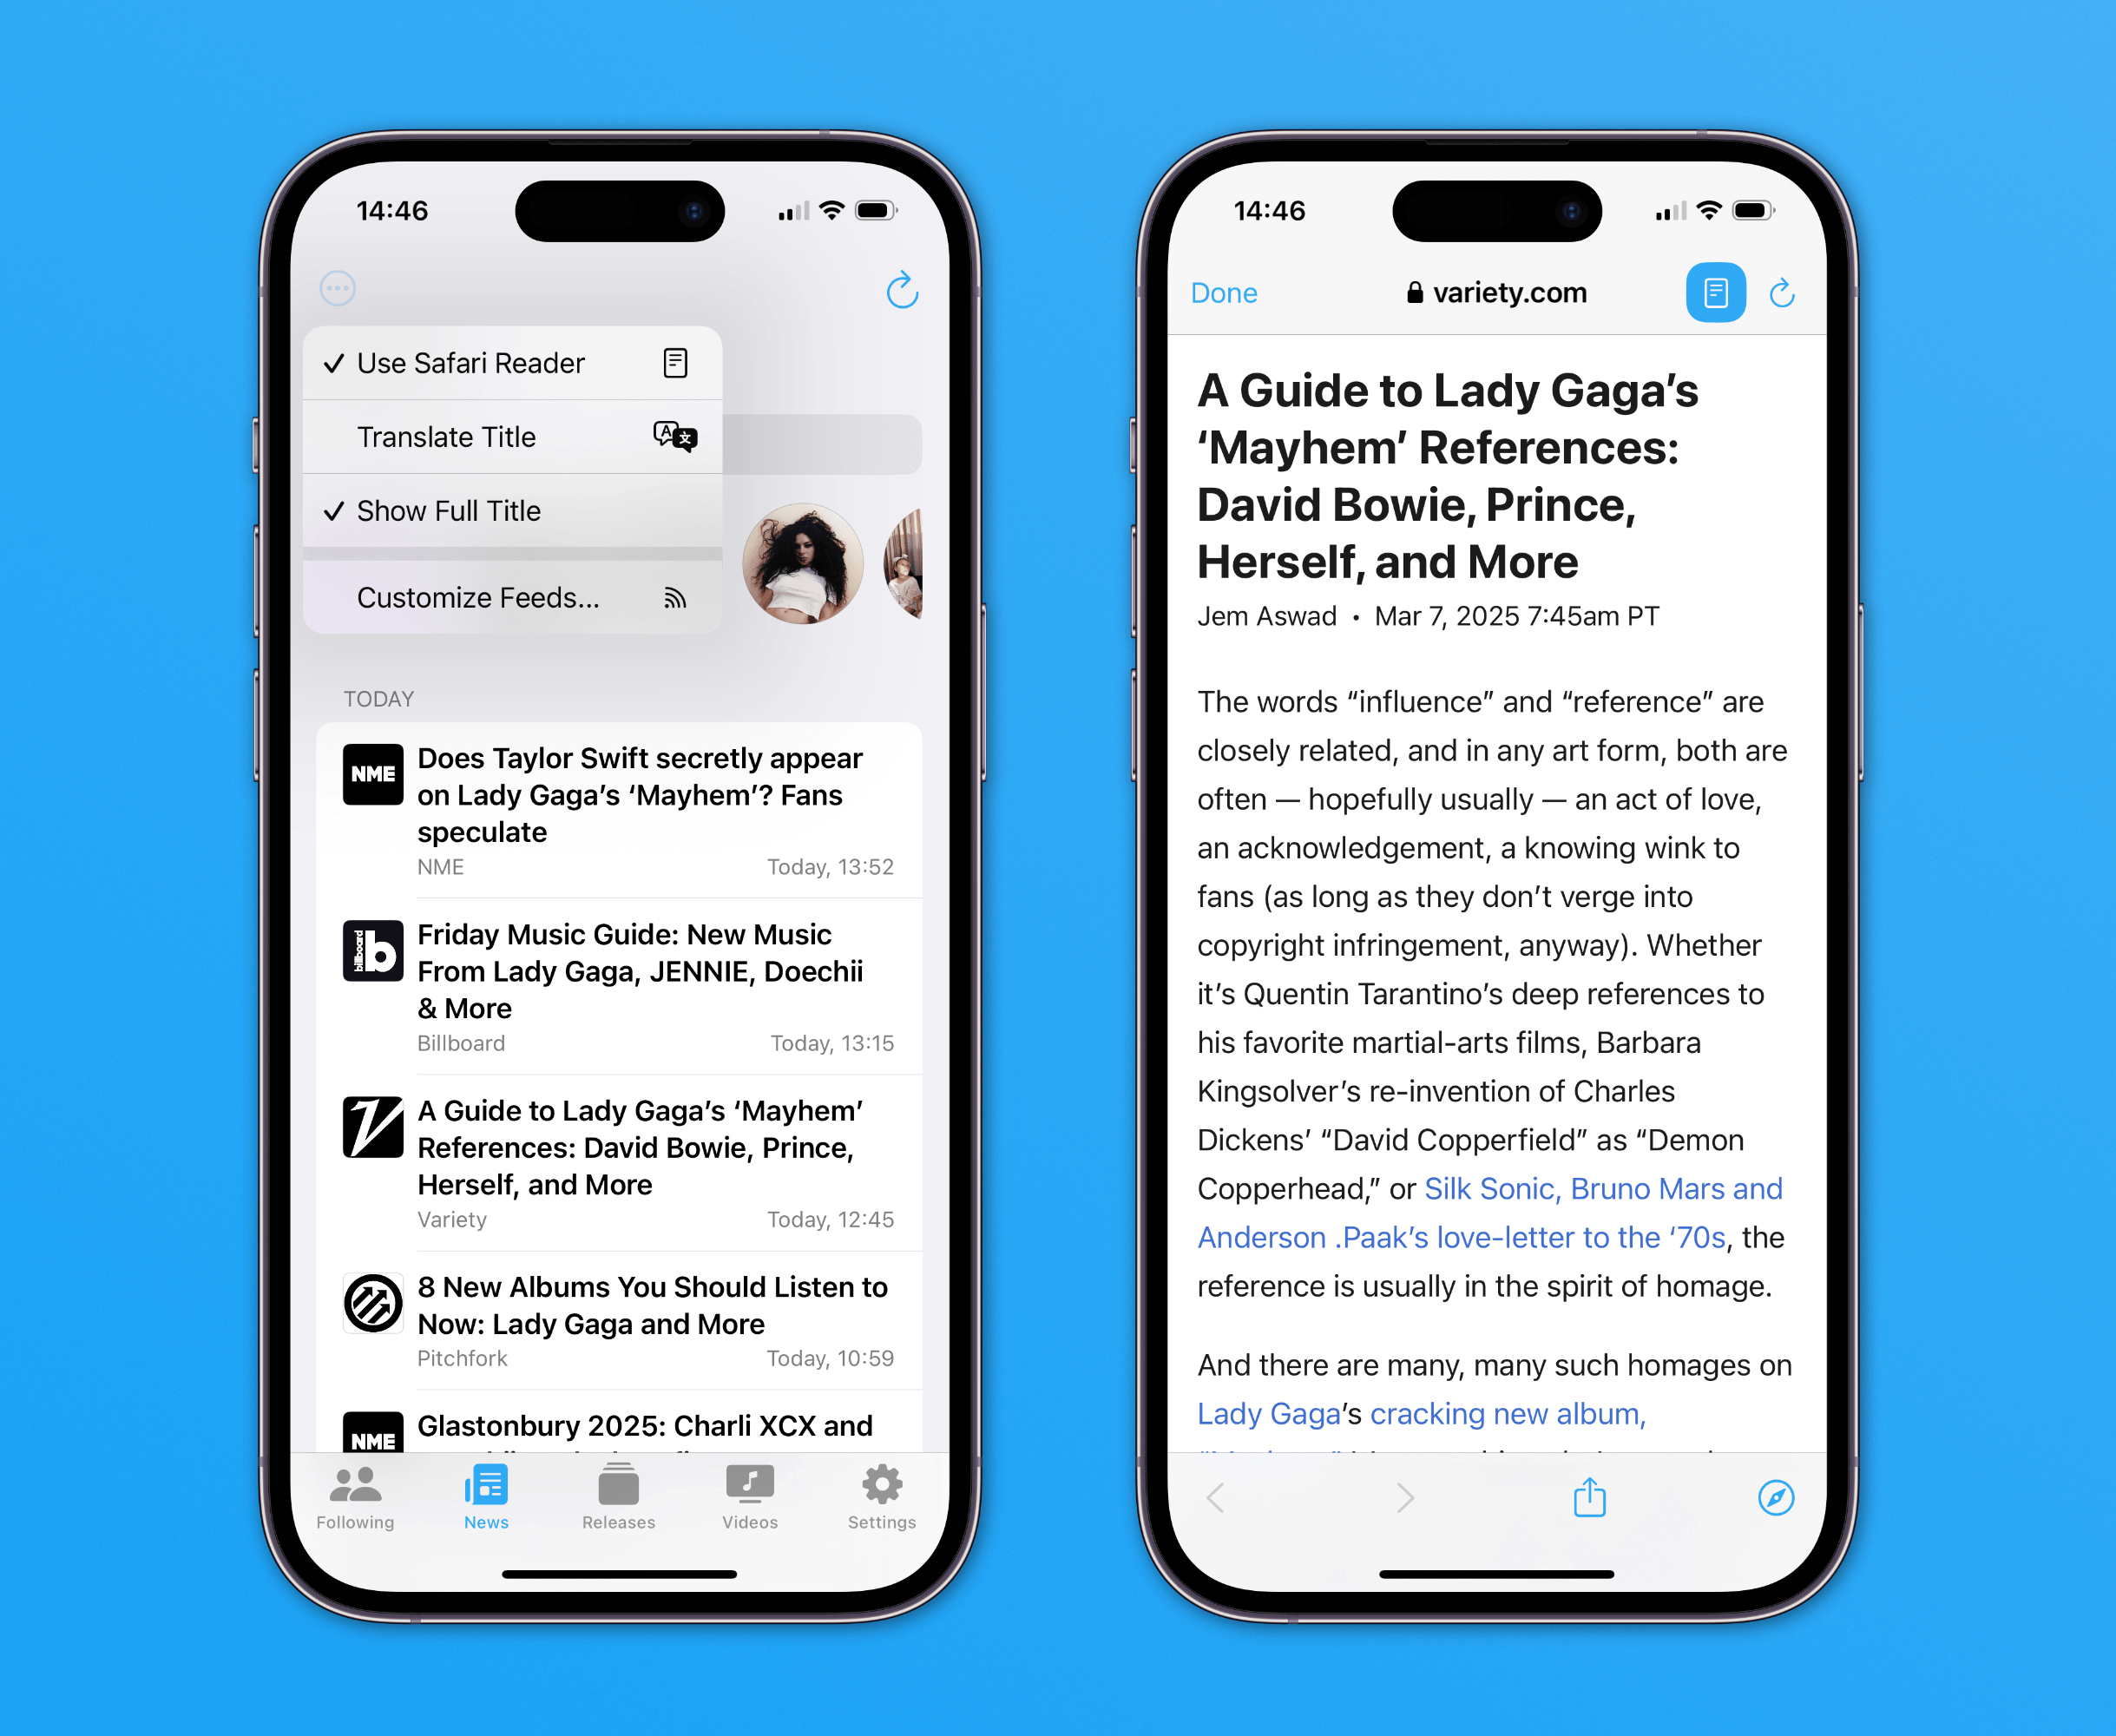 14:46
Use Safari Reader
Translate Title
Show Full Title
Customize Feeds...
TODAY
NME
Does Taylor Swift secretly appear
on Lady Gaga’s ‘Mayhem’? Fans
speculate
NME
Today, 13:52
billboard
b
Friday Music Guide: New Music
From Lady Gaga, JENNIE, Doechii
& More
Billboard
Today, 13:15
V
A Guide to Lady Gaga’s ‘Mayhem’
References: David Bowie, Prince,
Herself, and More
Variety
Today, 12:45
8 New Albums You Should Listen to
Now: Lady Gaga and More
Pitchfork
Today, 10:59
NME
Glastonbury 2025: Charli XCX and
Following
News
Releases
Videos
Settings
14:46
Done
variety.com
A Guide to Lady Gaga’s
‘Mayhem’ References:
David Bowie, Prince,
Herself, and More
Jem Aswad • Mar 7, 2025 7:45am PT
The words “influence” and “reference” are
closely related, and in any art form, both are
often — hopefully usually — an act of love,
an acknowledgement, a knowing wink to
fans (as long as they don’t verge into
copyright infringement, anyway). Whether
it’s Quentin Tarantino’s deep references to
his favorite martial-arts films, Barbara
Kingsolver’s re-invention of Charles
Dickens’ “David Copperfield” as “Demon
Copperhead,” or Silk Sonic, Bruno Mars and
Anderson .Paak’s love-letter to the ‘70s, the
reference is usually in the spirit of homage.
And there are many, many such homages on
Lady Gaga’s cracking new album,